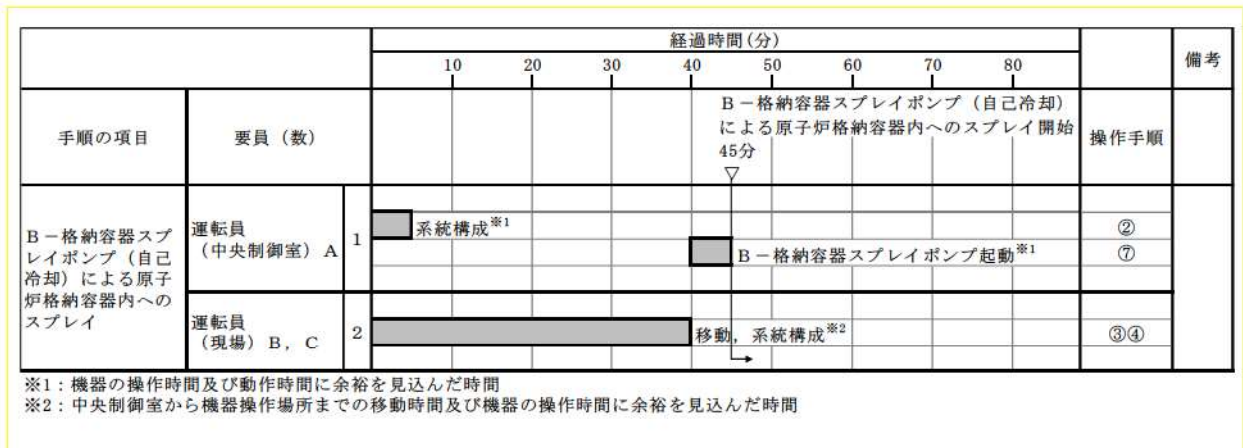 経過時間(分)
備考
10 20 30 40 50 60 70 80
手順の項目
要員（数）
B－格納容器スプレイポンプ（自己冷却）
による原子炉格納容器内へのスプレイ開始
45分
▽
操作手順
B－格納容器スプ
レイポンプ（自己
冷却）による原子
炉格納容器内への
スプレイ
運転員
（中央制御室）A
1
系統構成※1
②
B－格納容器スプレイポンプ起動※1
⑦
運転員
（現場）B，C
2
移動，系統構成※2
③④
※1：機器の操作時間及び動作時間に余裕を見込んだ時間
※2：中央制御室から機器操作場所までの移動時間及び機器の操作時間に余裕を見込んだ時間